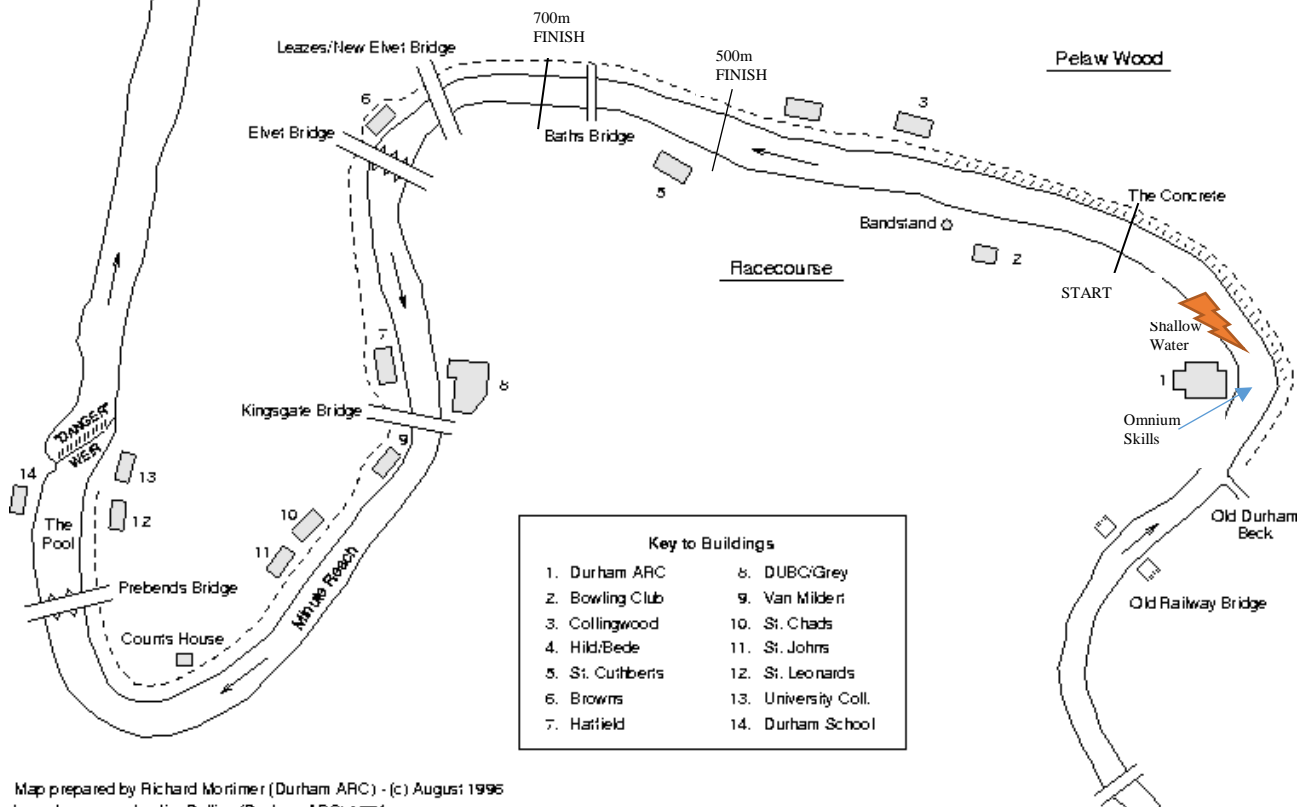 700m
FINISH
500m
FINISH
Leazes/New Elvet Bridge
Pelaw Wood
6
3
Elvet Bridge
Baths Bridge
5
The Concrete
Bandstand
2
Racecourse
START
Shallow
Water
7
1
8
Kingsgate Bridge
Omnium
Skills
"DANGER"
WEIR
9
14
13
12
The
Pool
10
11
Minute Reach
Old Durham
Beck
Prebends Bridge
Old Railway Bridge
Counts House
Key to Buildings
1. Durham ARC
2. Bowling Club
3. Collingwood
4. Hild/Bede
5. St. Cuthberts
6. Browns
7. Hatfield
8. DUBC/Grey
9. Van Mildert
10. St. Chads
11. St. Johns
12. St. Leonards
13. University Coll.
14. Durham School
Map prepared by Richard Mortimer (Durham ARC) - (c) August 1996